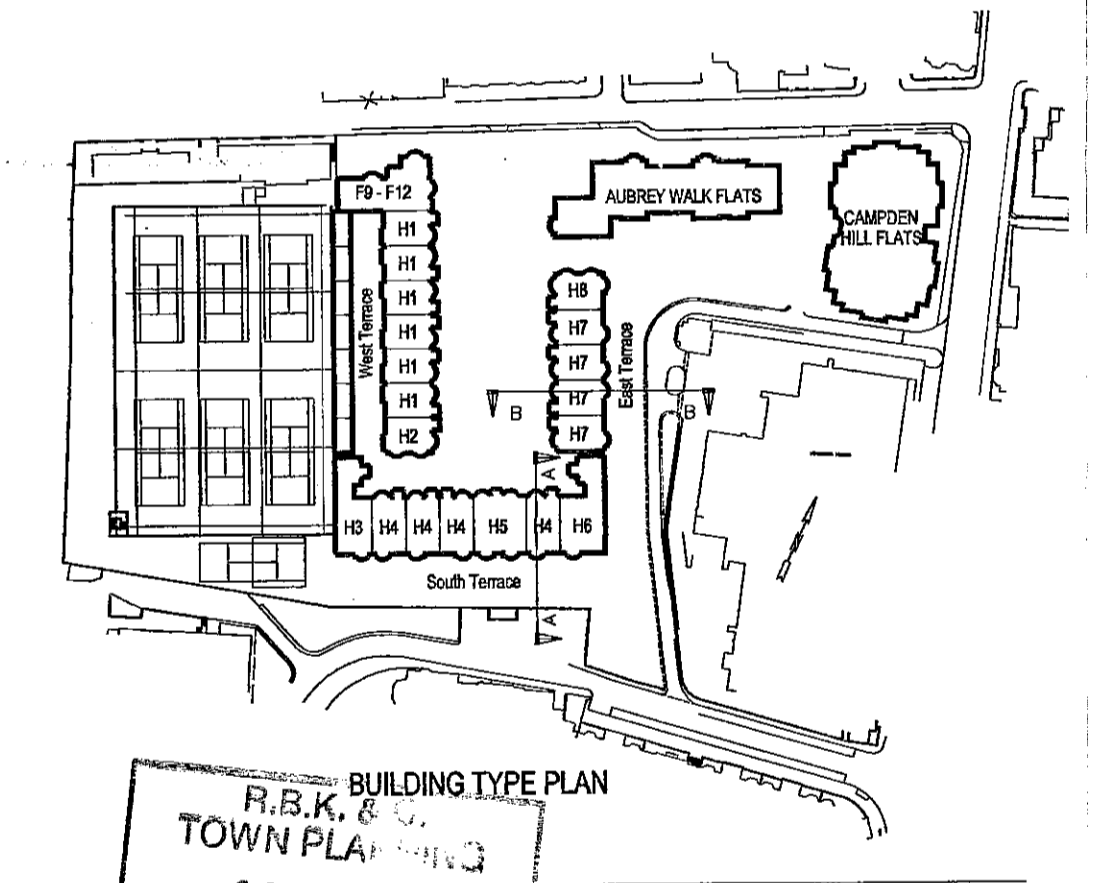 F9 - F12
AUBREY WALK FLATS
CAMPDEN
HILL FLATS
H1
H1
H1
H1
H1
H1
H2
West Terrace
H8
H7
H7
H7
H7
East Terrace
B
B
A
H3
H4
H4
H4
H5
H4
H6
South Terrace
A
N
BUILDING TYPE PLAN
R.B.K. &
TOWN